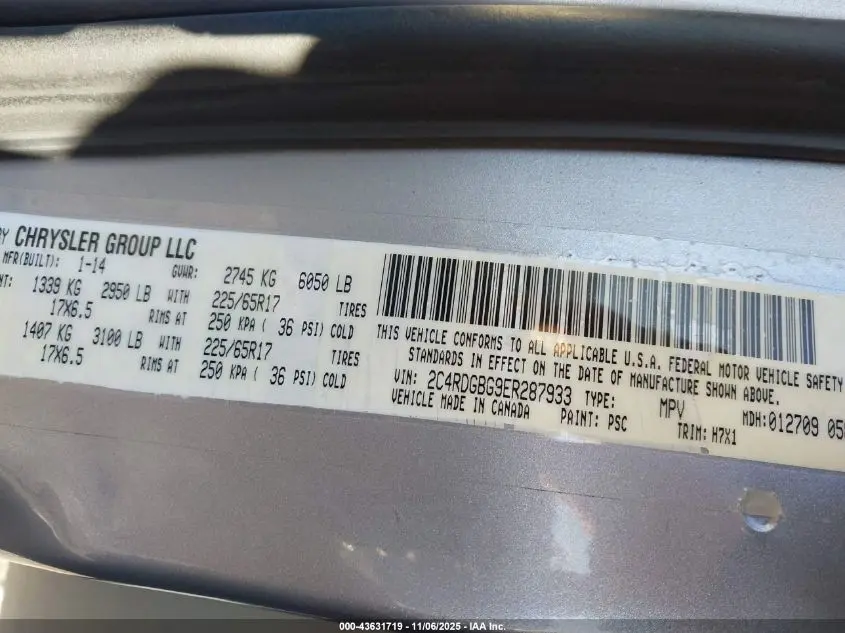 RY CHRYSLER GROUP LLC
MFR(BUILT): 1-14 GVWR: 2745 KG 6050 LB
NT: 1339 KG 2950 LB WITH 225/65R17 TIRES
17X6.5 RIMS AT 250 KPA ( 36 PSI) COLD
1407 KG 3100 LB WITH 225/65R17 TIRES
17X6.5 RIMS AT 250 KPA ( 36 PSI) COLD
THIS VEHICLE CONFORMS TO ALL APPLICABLE U.S.A. FEDERAL MOTOR VEHICLE SAFETY
STANDARDS IN EFFECT ON THE DATE OF MANUFACTURE SHOWN ABOVE.
VIN: 2C4RDGBG9ER287933 TYPE: MPV MDH:012709 05
VEHICLE MADE IN CANADA PAINT: PSC TRIM: H7X1
000-43631719 - 11/06/2025 - IAA Inc.